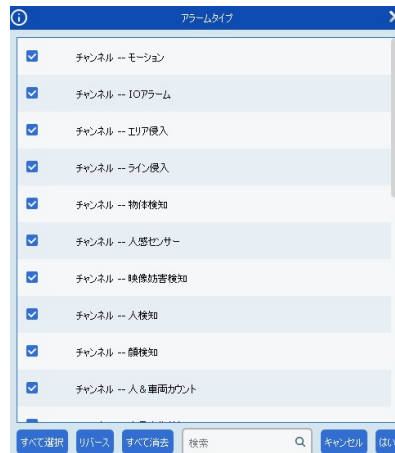 アラームタイプ
チャンネル -- モーション
チャンネル -- IOアラーム
チャンネル -- エリア侵入
チャンネル -- ライン侵入
チャンネル -- 物体検知
チャンネル -- 人感センサー
チャンネル -- 映像妨害検知
チャンネル -- 人検知
チャンネル -- 顔検知
チャンネル -- 人&車両カウント
すべて選択 リバース すべて消去 検索 キャンセル はい